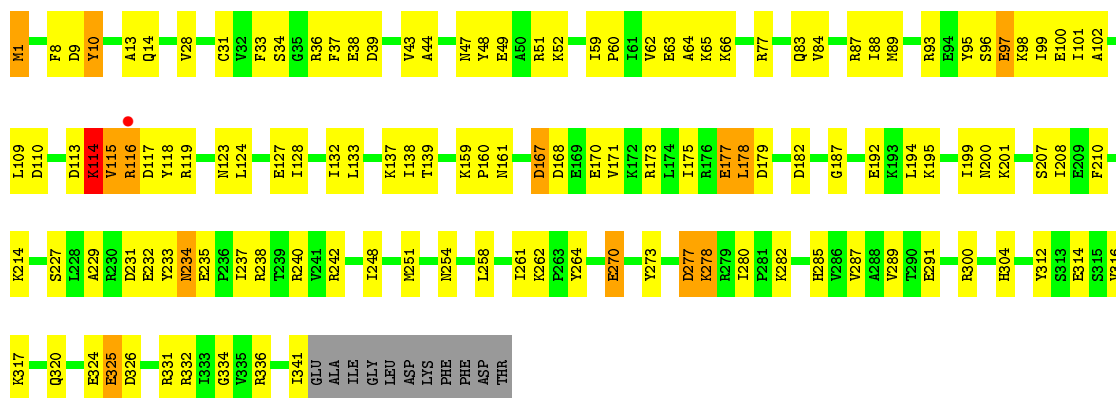 M1 F8 D9 Y10 A13 Q14 V28 C31 V32 F33 S34 G35 R36 F37 E38 D39 V43 A44 N47 Y48 E49 A50 R51 K52 I59 P60 I61 V62 E63 A64 K65 K66 R77 Q83 V84 R87 I88 M89 R93 E94 Y95 S96 E97 K98 I99 E100 I101 A102
L109 D110 D113 K114 V115 R116 D117 Y118 R119 N123 L124 E127 I128 I132 L133 K137 I138 T139 K159 P160 N161 D167 D168 E169 E170 V171 K172 R173 L174 I175 R176 E177 L178 D179 D182 G187 E192 K193 L194 K195 I199 N200 K201 S207 I208 E209 F210
K214 S227 L228 A229 R230 D231 E232 Y233 N234 E235 P236 I237 R238 T239 R240 V241 R242 I248 M251 N254 L258 I261 K262 P263 Y264 E270 Y273 D277 K278 R279 I280 P281 K282 H285 V286 V287 A288 V289 T290 E291 R300 H304 Y312 S313 E314 S315
K317 Q320 E324 E325 D326 R331 R332 I333 G334 V335 R336 I341 GLU ALA ILE GLY LEU ASP LYS PHE PHE ASP THR